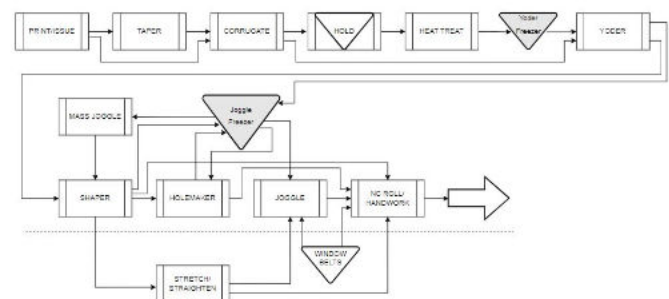 PRINT/ISSUE
TAPER
CORRUGATE
HOLD
HEAT TREAT
Yoder
Freezer
YODER
MASS JOGGLE
Joggle
Freezer
SHAPER
HOLEMAKER
JOGGLE
NC ROLL/
HANDWORK
WINDOW
BELTS
STRETCH/
STRAIGHTEN